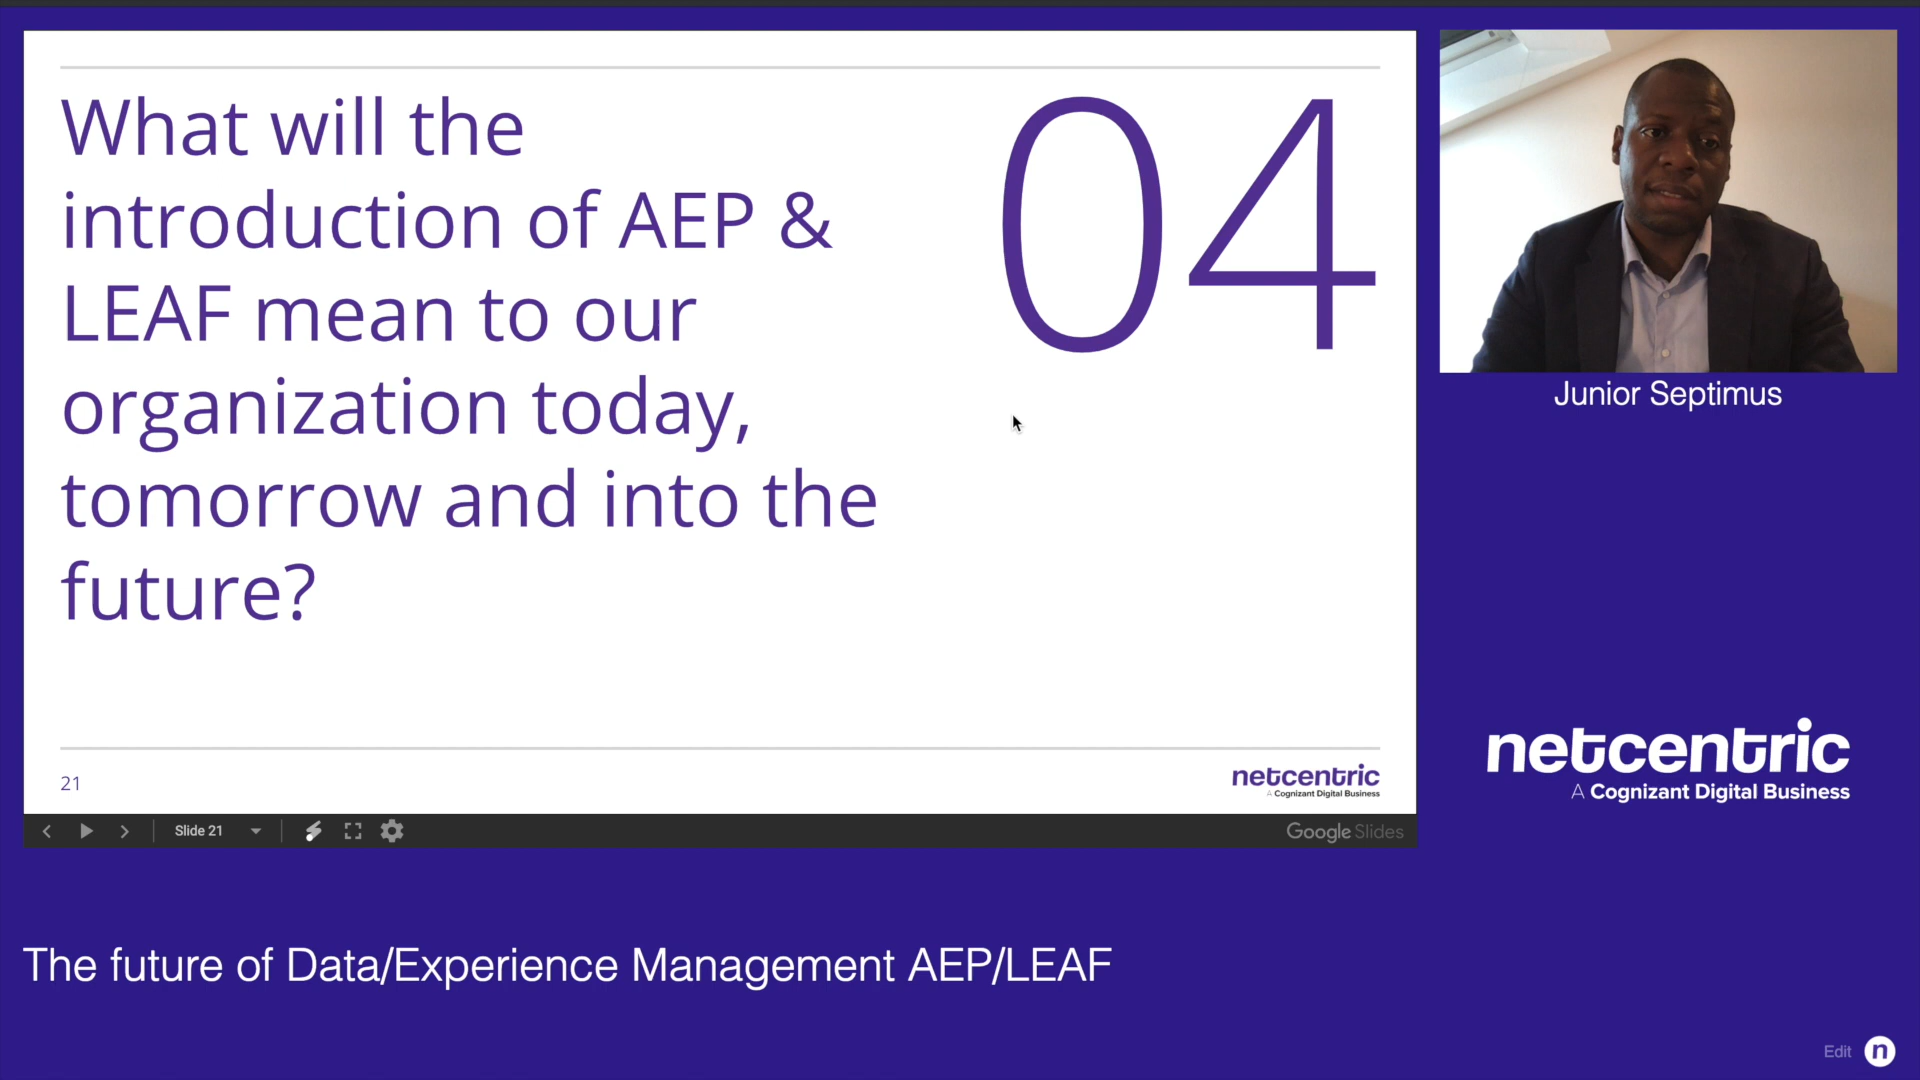 What will the
introduction of AEP &
LEAF mean to our
organization today,
tomorrow and into the
future?
04
21
netcentric
A Cognizant Digital Business
Slide 21
Google Slides
Junior Septimus
netcentric
A Cognizant Digital Business
The future of Data/Experience Management AEP/LEAF
Edit
n